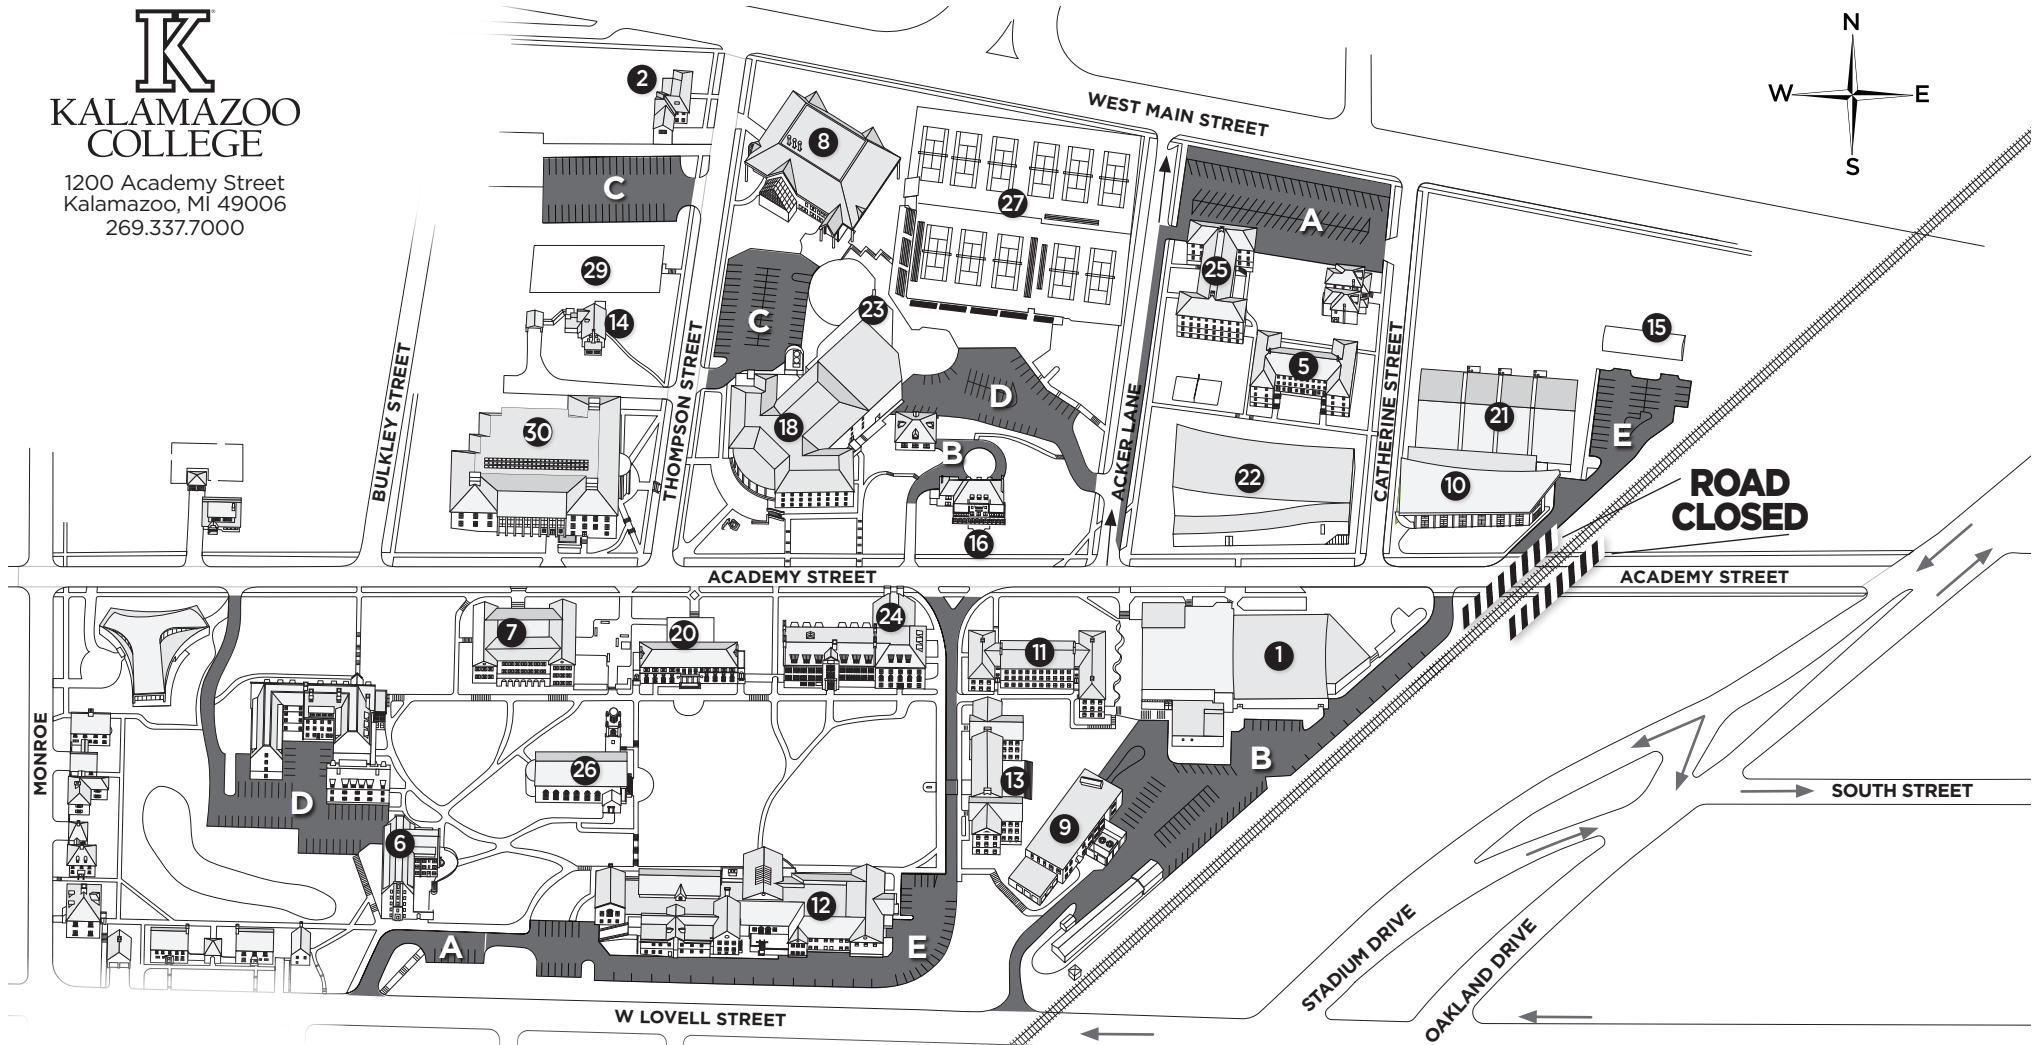 K
KALAMAZOO
COLLEGE
1200 Academy Street
Kalamazoo, MI 49006
269.337.7000
N
W
E
S
WEST MAIN STREET
2
8
C
27
A
29
25
14
23
C
15
5
D
21
30
18
E
B
22
10
16
BULKLEY STREET
THOMPSON STREET
ACKER LANE
CATHERINE STREET
ROAD
CLOSED
ACADEMY STREET
ACADEMY STREET
24
7
20
11
1
MONROE
26
13
B
D
9
6
SOUTH STREET
12
A
E
STADIUM DRIVE
OAKLAND DRIVE
W LOVELL STREET